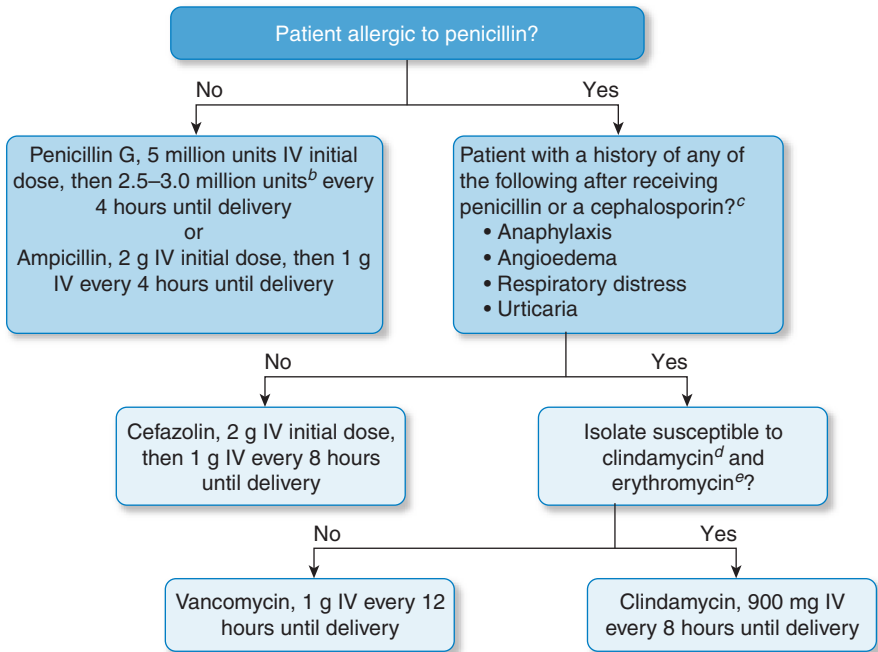 Patient allergic to penicillin?
No
Yes
Penicillin G, 5 million units IV initial
dose, then 2.5–3.0 million unitsᵇ every
4 hours until delivery
or
Ampicillin, 2 g IV initial dose, then 1 g
IV every 4 hours until delivery
Patient with a history of any of
the following after receiving
penicillin or a cephalosporin?ᶜ
• Anaphylaxis
• Angioedema
• Respiratory distress
• Urticaria
No
Yes
Cefazolin, 2 g IV initial dose,
then 1 g IV every 8 hours
until delivery
Isolate susceptible to
clindamycinᵈ and
erythromycinᵉ?
No
Yes
Vancomycin, 1 g IV every 12
hours until delivery
Clindamycin, 900 mg IV
every 8 hours until delivery